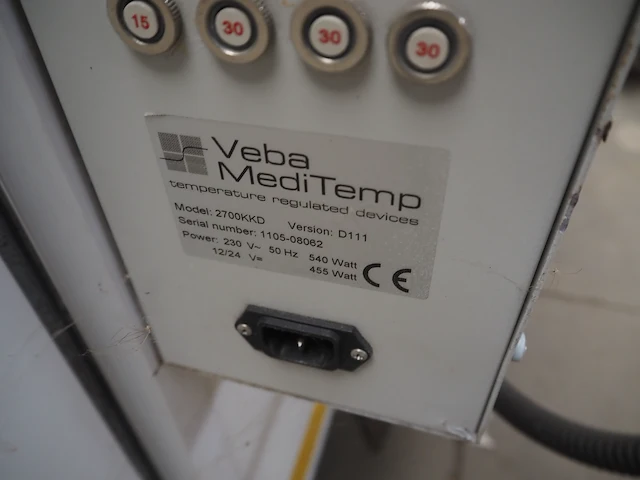 15 30 30 30
Veba
MediTemp
temperature regulated devices
Model: 2700KKD Version: D111
Serial number: 1105-08062
Power: 230 V~ 50 Hz 540 Watt
12/24 V= 455 Watt
CE